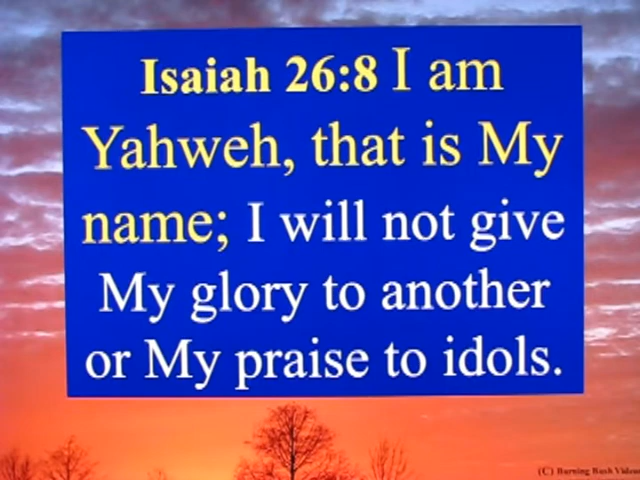 Isaiah 26:8 I am
Yahweh, that is My
name; I will not give
My glory to another
or My praise to idols.
(C) Burning Bush Videos